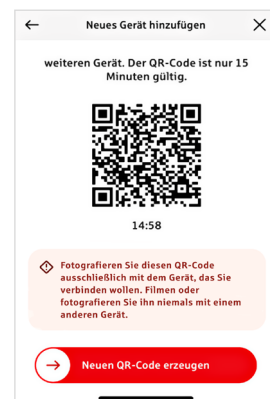 Neues Gerät hinzufügen
weiteren Gerät. Der QR-Code ist nur 15
Minuten gültig.
14:58
Fotografieren Sie diesen QR-Code
ausschließlich mit dem Gerät, das Sie
verbinden wollen. Filmen oder
fotografieren Sie ihn niemals mit einem
anderen Gerät.
Neuen QR-Code erzeugen